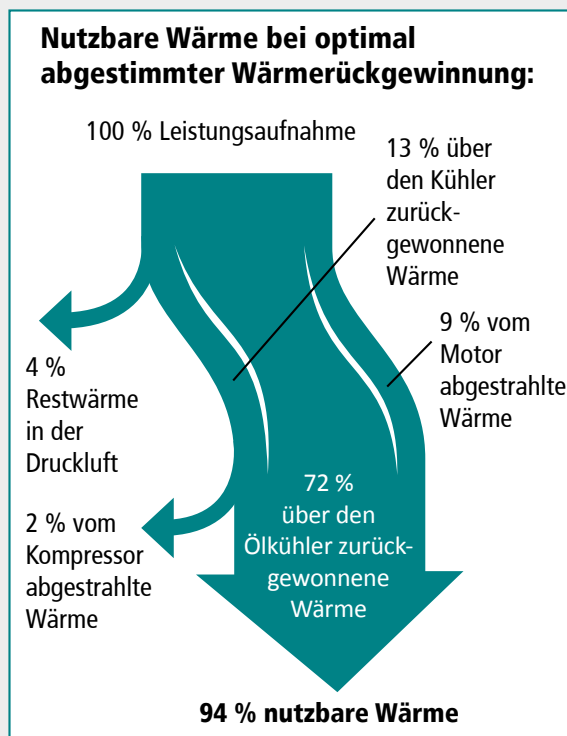 Nutzbare Wärme bei optimal
abgestimmter Wärmerückgewinnung:
100 % Leistungsaufnahme
13 % über
den Kühler
zurück-
gewonnene
Wärme
9 % vom
Motor
abgestrahlte
Wärme
4 %
Restwärme
in der
Druckluft
2 % vom
Kompressor
abgestrahlte
Wärme
72 %
über den
Ölkühler zurück-
gewonnene
Wärme
94 % nutzbare Wärme